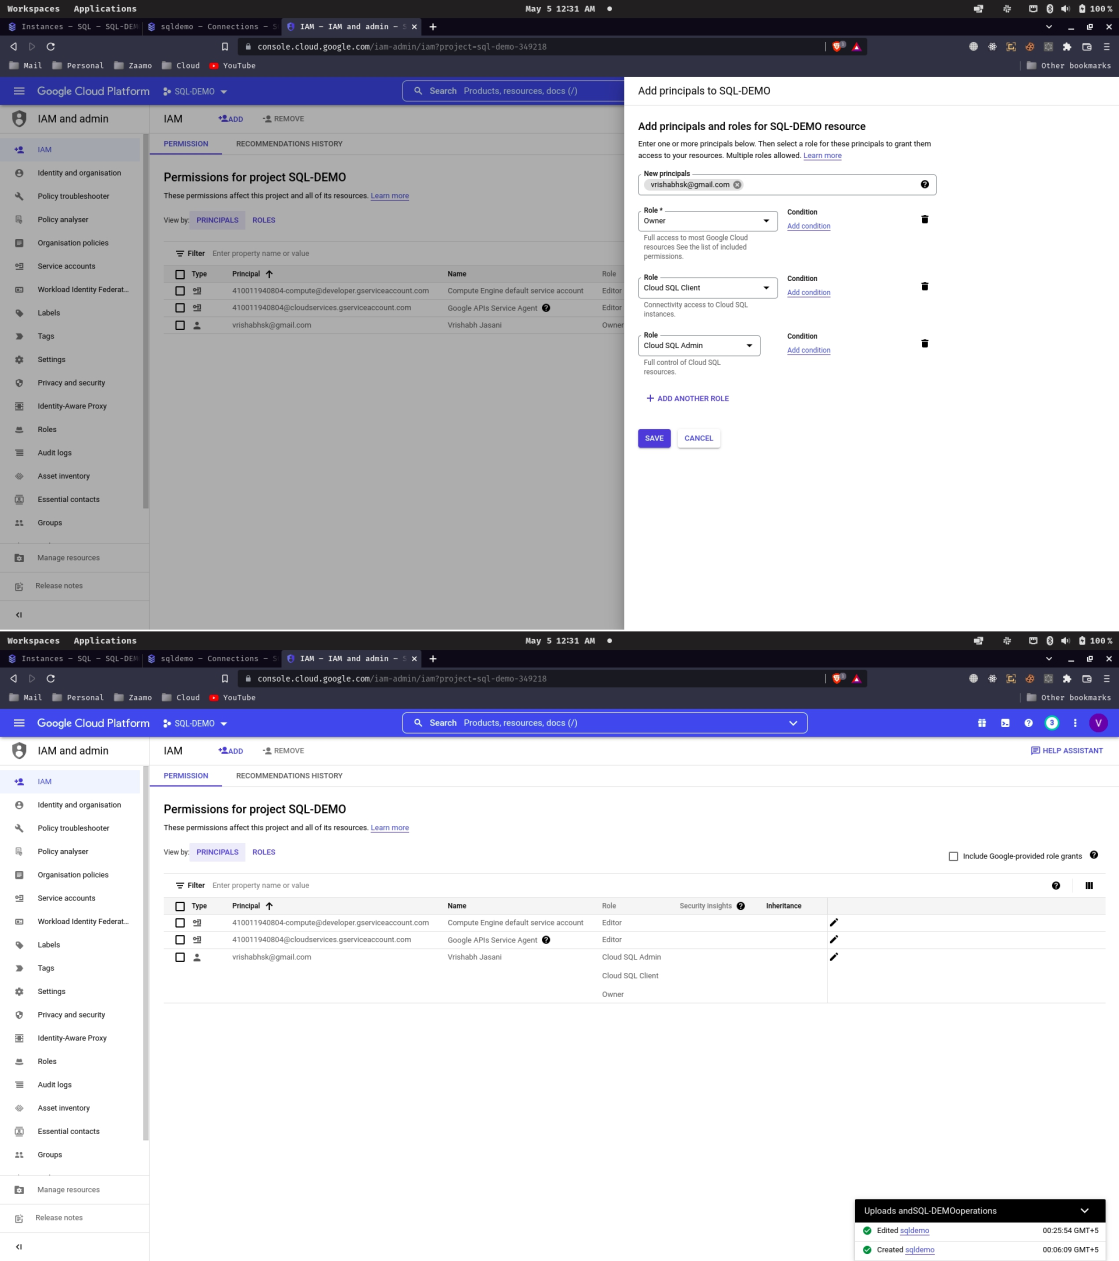 Workspaces Applications May 5 12:31 AM 100%
Instances – SQL – SQL-DEM sqldemo – Connections – S IAM – IAM and admin – S × +
console.cloud.google.com/iam-admin/iam?project=sql-demo-349218
Mail Personal Zaamo Cloud YouTube Other bookmarks
Google Cloud Platform SQL-DEMO Search Products, resources, docs (/)
IAM and admin
IAM
Identity and organisation
Policy troubleshooter
Policy analyser
Organisation policies
Service accounts
Workload Identity Federat...
Labels
Tags
Settings
Privacy and security
Identity-Aware Proxy
Roles
Audit logs
Asset inventory
Essential contacts
Groups
Manage resources
Release notes
IAM ADD REMOVE
PERMISSION RECOMMENDATIONS HISTORY
Permissions for project SQL-DEMO
These permissions affect this project and all of its resources. Learn more
View by: PRINCIPALS ROLES
Filter Enter property name or value
Type Principal Name Role
410011940804-compute@developer.gserviceaccount.com Compute Engine default service account Editor
410011940804@cloudservices.gserviceaccount.com Google APIs Service Agent Editor
vrishabhsk@gmail.com Vrishabh Jasani Owner
Add principals to SQL-DEMO
Add principals and roles for SQL-DEMO resource
Enter one or more principals below. Then select a role for these principals to grant them
access to your resources. Multiple roles allowed. Learn more
New principals
vrishabhsk@gmail.com
Role * Condition
Owner Add condition
Full access to most Google Cloud
resources See the list of included
permissions.
Role Condition
Cloud SQL Client Add condition
Connectivity access to Cloud SQL
instances.
Role Condition
Cloud SQL Admin Add condition
Full control of Cloud SQL
resources.
ADD ANOTHER ROLE
SAVE CANCEL
Workspaces Applications May 5 12:31 AM 100%
Instances – SQL – SQL-DEM sqldemo – Connections – S IAM – IAM and admin – S × +
console.cloud.google.com/iam-admin/iam?project=sql-demo-349218
Mail Personal Zaamo Cloud YouTube Other bookmarks
Google Cloud Platform SQL-DEMO Search Products, resources, docs (/) 3 V
IAM and admin
IAM
Identity and organisation
Policy troubleshooter
Policy analyser
Organisation policies
Service accounts
Workload Identity Federat...
Labels
Tags
Settings
Privacy and security
Identity-Aware Proxy
Roles
Audit logs
Asset inventory
Essential contacts
Groups
Manage resources
Release notes
IAM ADD REMOVE HELP ASSISTANT
PERMISSION RECOMMENDATIONS HISTORY
Permissions for project SQL-DEMO
These permissions affect this project and all of its resources. Learn more
View by: PRINCIPALS ROLES
Include Google-provided role grants
Filter Enter property name or value
Type Principal Name Role Security insights Inheritance
410011940804-compute@developer.gserviceaccount.com Compute Engine default service account Editor
410011940804@cloudservices.gserviceaccount.com Google APIs Service Agent Editor
vrishabhsk@gmail.com Vrishabh Jasani Cloud SQL Admin
Cloud SQL Client
Owner
Uploads andSQL-DEMOoperations
Edited sqldemo 00:25:54 GMT+5
Created sqldemo 00:06:09 GMT+5